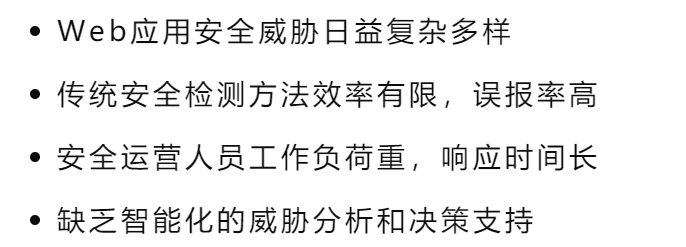 • Web应用安全威胁日益复杂多样
• 传统安全检测方法效率有限，误报率高
• 安全运营人员工作负荷重，响应时间长
• 缺乏智能化的威胁分析和决策支持